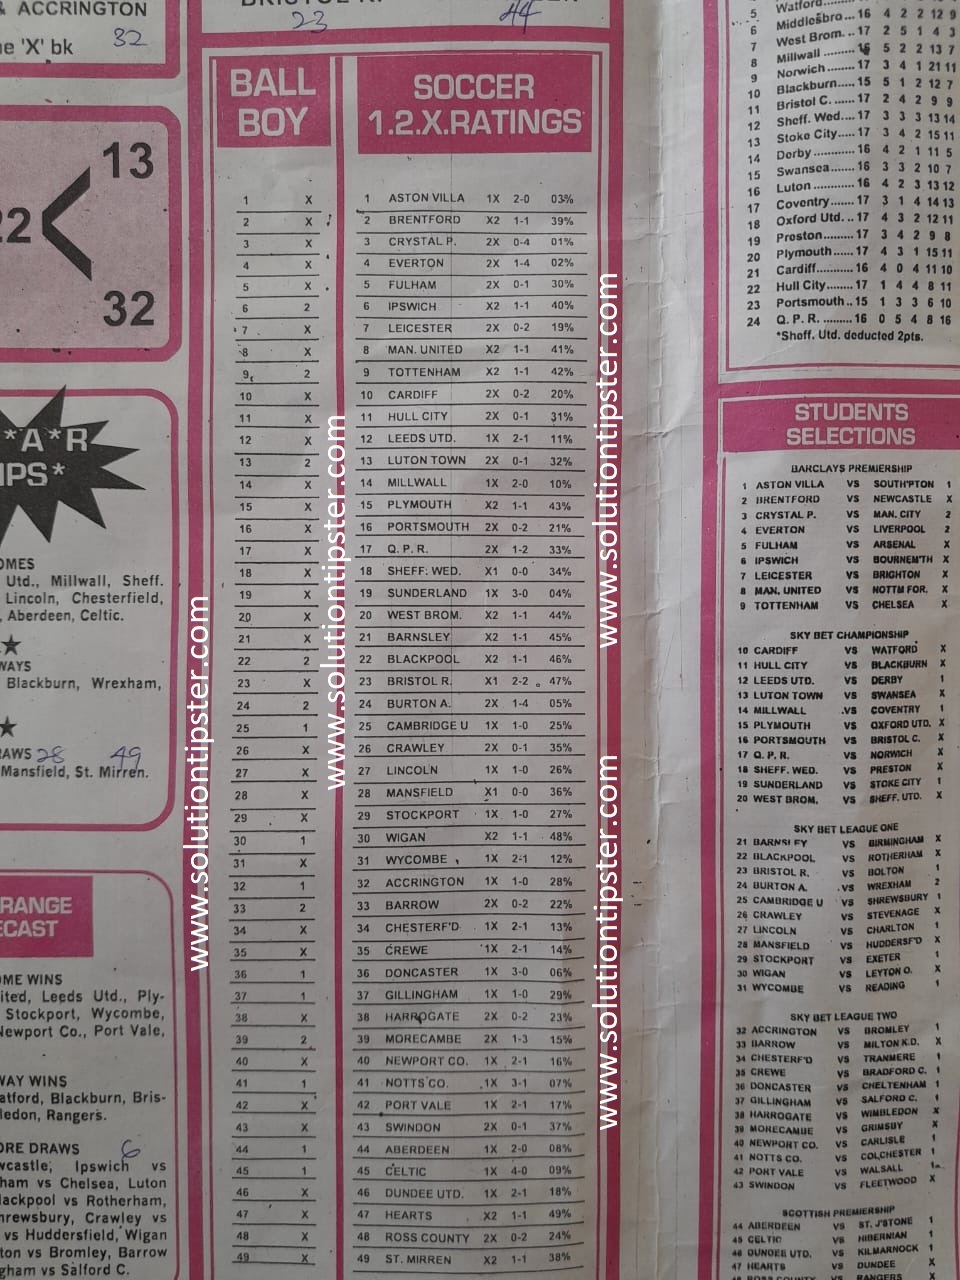 & ACCRINGTON
ne 'X' bk 32
23 44
22 < 13
32
*A*R
IPS*
OMES
Utd., Millwall, Sheff.
Lincoln, Chesterfield,
, Aberdeen, Celtic.
WAYS
Blackburn, Wrexham,
RAWS 28 49
Mansfield, St. Mirren.
RANGE
ECAST
OME WINS
ited, Leeds Utd., Ply-
Stockport, Wycombe,
Newport Co., Port Vale,
WAY WINS
atford, Blackburn, Bris-
ledon, Rangers.
ORE DRAWS 6
wcastle, Ipswich vs
ham vs Chelsea, Luton
lackpool vs Rotherham,
hrewsbury, Crawley vs
vs Huddersfield, Wigan
ton vs Bromley, Barrow
gham vs Salford C.
BALL
BOY
1 X
2 X
3 X
4 X
5 X
6 2
7 X
8 X
9 2
10 X
11 X
12 X
13 2
14 X
15 X
16 X
17 X
18 X
19 X
20 X
21 X
22 2
23 X
24 2
25 1
26 X
27 X
28 X
29 X
30 1
31 X
32 1
33 2
34 X
35 X
36 1
37 1
38 X
39 2
40 X
41 1
42 X
43 X
44 1
45 1
46 X
47 X
48 X
49 X
SOCCER
1.2.X.RATINGS
1 ASTON VILLA 1X 2-0 03%
2 BRENTFORD X2 1-1 39%
3 CRYSTAL P. 2X 0-4 01%
4 EVERTON 2X 1-4 02%
5 FULHAM 2X 0-1 30%
6 IPSWICH X2 1-1 40%
7 LEICESTER 2X 0-2 19%
8 MAN. UNITED X2 1-1 41%
9 TOTTENHAM X2 1-1 42%
10 CARDIFF 2X 0-2 20%
11 HULL CITY 2X 0-1 31%
12 LEEDS UTD. 1X 2-1 11%
13 LUTON TOWN 2X 0-1 32%
14 MILLWALL 1X 2-0 10%
15 PLYMOUTH X2 1-1 43%
16 PORTSMOUTH 2X 0-2 21%
17 Q. P. R. 2X 1-2 33%
18 SHEFF. WED. X1 0-0 34%
19 SUNDERLAND 1X 3-0 04%
20 WEST BROM. X2 1-1 44%
21 BARNSLEY X2 1-1 45%
22 BLACKPOOL X2 1-1 46%
23 BRISTOL R. X1 2-2 47%
24 BURTON A. 2X 1-4 05%
25 CAMBRIDGE U 1X 1-0 25%
26 CRAWLEY 2X 0-1 35%
27 LINCOLN 1X 1-0 26%
28 MANSFIELD X1 0-0 36%
29 STOCKPORT 1X 1-0 27%
30 WIGAN X2 1-1 48%
31 WYCOMBE 1X 2-1 12%
32 ACCRINGTON 1X 1-0 28%
33 BARROW 2X 0-2 22%
34 CHESTERF'D 1X 2-1 13%
35 CREWE 1X 2-1 14%
36 DONCASTER 1X 3-0 06%
37 GILLINGHAM 1X 1-0 29%
38 HARROGATE 2X 0-2 23%
39 MORECAMBE 2X 1-3 15%
40 NEWPORT CO. 1X 2-1 16%
41 NOTTS CO. 1X 3-1 07%
42 PORT VALE 1X 2-1 17%
43 SWINDON 2X 0-1 37%
44 ABERDEEN 1X 2-0 08%
45 CELTIC 1X 4-0 09%
46 DUNDEE UTD. 1X 2-1 18%
47 HEARTS X2 1-1 49%
48 ROSS COUNTY 2X 0-2 24%
49 ST. MIRREN X2 1-1 38%
5 Watford
6 Middlesbro... 16 4 2 2 12 9
7 West Brom. .. 17 2 5 1 4 3
8 Millwall ........ 16 5 2 2 13 7
9 Norwich ....... 17 3 4 1 21 11
10 Blackburn ..... 15 5 1 2 12 7
11 Bristol C. ...... 17 2 4 2 9 9
12 Sheff. Wed.... 17 3 3 3 13 14
13 Stoke City..... 17 3 4 2 15 11
14 Derby ............ 16 4 2 1 11 5
15 Swansea....... 16 3 3 2 10 7
16 Luton ............ 16 4 2 3 13 12
17 Coventry....... 17 3 1 4 14 13
18 Oxford Utd. .. 17 4 3 2 12 11
19 Preston......... 17 3 4 2 9 8
20 Plymouth ...... 17 4 3 1 15 11
21 Cardiff........... 16 4 0 4 11 10
22 Hull City........ 17 1 4 4 8 11
23 Portsmouth .. 15 1 3 3 6 10
24 Q. P. R. ......... 16 0 5 4 8 16
*Sheff. Utd. deducted 2pts.
STUDENTS
SELECTIONS
BARCLAYS PREMIERSHIP
1 ASTON VILLA VS SOUTH'PTON 1
2 BRENTFORD VS NEWCASTLE X
3 CRYSTAL P. VS MAN. CITY 2
4 EVERTON VS LIVERPOOL 2
5 FULHAM VS ARSENAL X
6 IPSWICH VS BOURNEM'TH X
7 LEICESTER VS BRIGHTON X
8 MAN. UNITED VS NOTTM FOR. X
9 TOTTENHAM VS CHELSEA X
SKY BET CHAMPIONSHIP
10 CARDIFF VS WATFORD X
11 HULL CITY VS BLACKBURN X
12 LEEDS UTD. VS DERBY 1
13 LUTON TOWN VS SWANSEA X
14 MILLWALL VS COVENTRY 1
15 PLYMOUTH VS OXFORD UTD. X
16 PORTSMOUTH VS BRISTOL C. X
17 Q. P. R. VS NORWICH X
18 SHEFF. WED. VS PRESTON X
19 SUNDERLAND VS STOKE CITY 1
20 WEST BROM. VS SHEFF. UTD. X
SKY BET LEAGUE ONE
21 BARNSLEY VS BIRMINGHAM X
22 BLACKPOOL VS ROTHERHAM X
23 BRISTOL R. VS BOLTON X
24 BURTON A. VS WREXHAM 2
25 CAMBRIDGE U VS SHREWSBURY 1
26 CRAWLEY VS STEVENAGE X
27 LINCOLN VS CHARLTON 1
28 MANSFIELD VS HUDDERSF'D X
29 STOCKPORT VS EXETER 1
30 WIGAN VS LEYTON O. X
31 WYCOMBE VS READING 1
SKY BET LEAGUE TWO
32 ACCRINGTON VS BROMLEY 1
33 BARROW VS MILTON K.D. X
34 CHESTERF'D VS TRANMERE 1
35 CREWE VS BRADFORD C. 1
36 DONCASTER VS CHELTENHAM 1
37 GILLINGHAM VS SALFORD C. 1
38 HARROGATE VS WIMBLEDON X
39 MORECAMBE VS GRIMSBY X
40 NEWPORT CO. VS CARLISLE 1
41 NOTTS CO. VS COLCHESTER 1
42 PORT VALE VS WALSALL 1
43 SWINDON VS FLEETWOOD X
SCOTTISH PREMIERSHIP
44 ABERDEEN VS ST. J'STONE 1
45 CELTIC VS HIBERNIAN 1
46 DUNDEE UTD. VS KILMARNOCK 1
47 HEARTS VS DUNDEE X
48 ROSS COUNTY VS RANGERS X
www.solutiontipster.com
www.solutiontipster.com
www.solutiontipster.com
www.solutiontipster.com